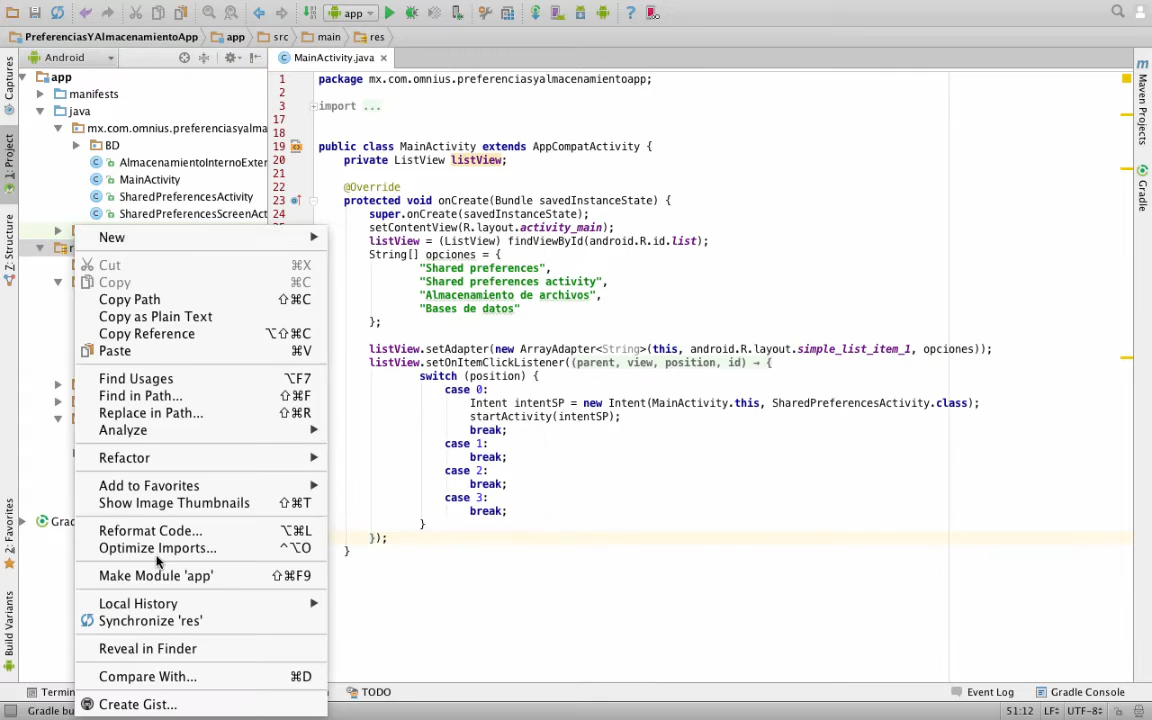 app
PreferenciasYAlmacenamientoApp
app
src
main
res
Android
MainActivity.java
Captures
1: Project
Z: Structure
2: Favorites
Build Variants
app
manifests
java
mx.com.omnius.preferenciasyalma
BD
AlmacenamientoInternoExter
MainActivity
SharedPreferencesActivity
SharedPreferencesScreenAct
r
Grad
New
Cut ⌘X
Copy ⌘C
Copy Path ⇧⌘C
Copy as Plain Text
Copy Reference ⌥⇧⌘C
Paste ⌘V
Find Usages ⌥F7
Find in Path... ⇧⌘F
Replace in Path... ⇧⌘R
Analyze
Refactor
Add to Favorites
Show Image Thumbnails ⇧⌘T
Reformat Code... ⌥⌘L
Optimize Imports... ^⌥O
Make Module 'app' ⇧⌘F9
Local History
Synchronize 'res'
Reveal in Finder
Compare With... ⌘D
Create Gist...
1 package mx.com.omnius.preferenciasyalmacenamientoapp;
2
3 import ...
17
18
19 public class MainActivity extends AppCompatActivity {
20 private ListView listView;
21
22 @Override
23 protected void onCreate(Bundle savedInstanceState) {
24 super.onCreate(savedInstanceState);
setContentView(R.layout.activity_main);
listView = (ListView) findViewById(android.R.id.list);
String[] opciones = {
"Shared preferences",
"Shared preferences activity",
"Almacenamiento de archivos",
"Bases de datos"
};
listView.setAdapter(new ArrayAdapter<String>(this, android.R.layout.simple_list_item_1, opciones));
listView.setOnItemClickListener((parent, view, position, id) → {
switch (position) {
case 0:
Intent intentSP = new Intent(MainActivity.this, SharedPreferencesActivity.class);
startActivity(intentSP);
break;
case 1:
break;
case 2:
break;
case 3:
break;
}
});
}
Maven Projects
Gradle
Termin
TODO
Event Log
Gradle Console
Gradle bu
51:12 LF÷ UTF-8÷